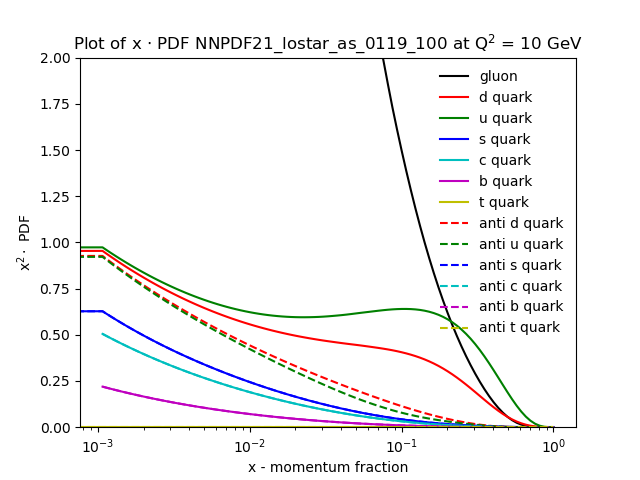 Plot of x · PDF NNPDF21_lostar_as_0119_100 at Q² = 10 GeV
2.00
1.75
1.50
1.25
1.00
0.75
0.50
0.25
0.00
x²· PDF
gluon
d quark
u quark
s quark
c quark
b quark
t quark
anti d quark
anti u quark
anti s quark
anti c quark
anti b quark
anti t quark
10⁻³ 10⁻² 10⁻¹ 10⁰
x - momentum fraction